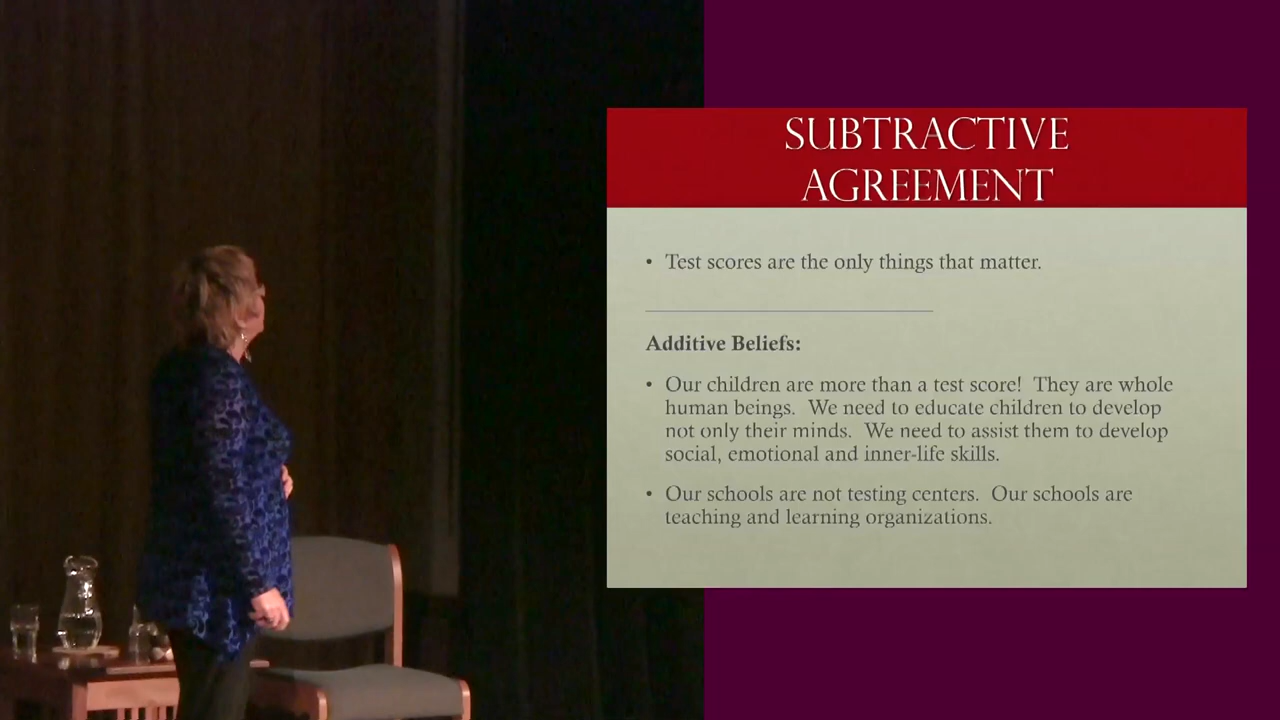 SUBTRACTIVE
AGREEMENT
• Test scores are the only things that matter.
Additive Beliefs:
• Our children are more than a test score! They are whole
human beings. We need to educate children to develop
not only their minds. We need to assist them to develop
social, emotional and inner-life skills.
• Our schools are not testing centers. Our schools are
teaching and learning organizations.